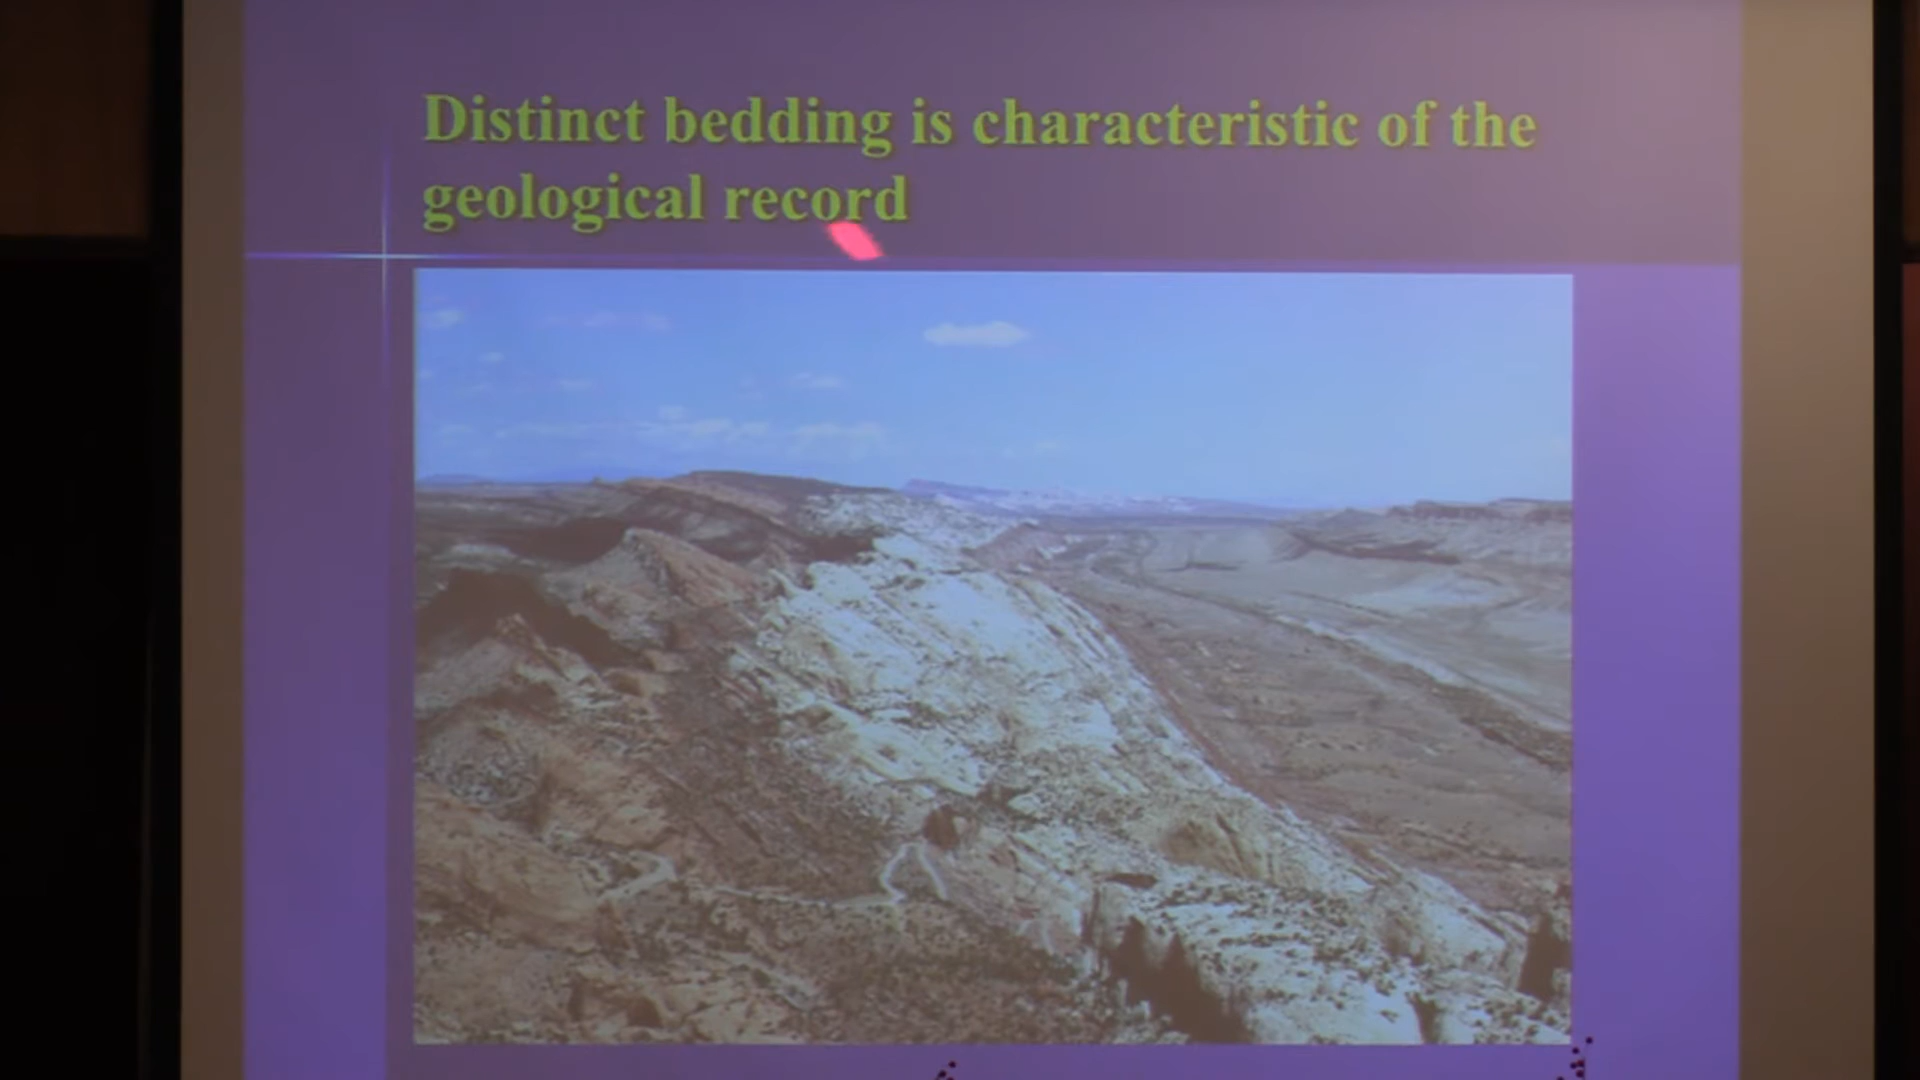 Distinct bedding is characteristic of the
geological record